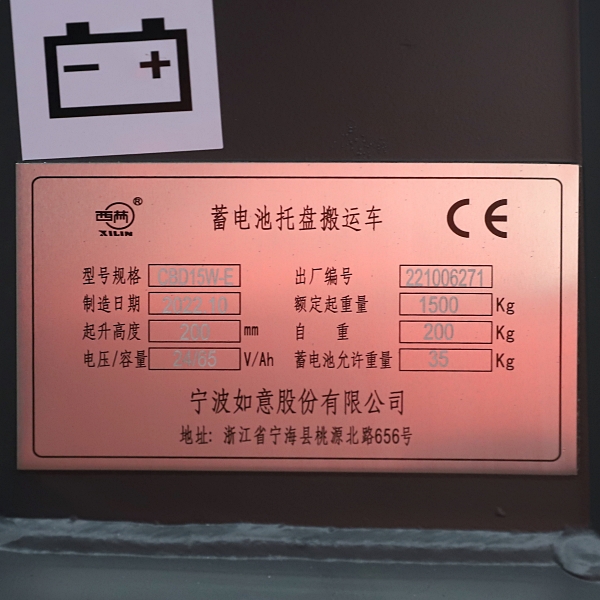 西林® 蓄电池托盘搬运车 CE
XILIN
型号规格 CBD15W-E 出厂编号 221006271
制造日期 2022.10 额定起重量 1500 Kg
起升高度 200 mm 自 重 200 Kg
电压/容量 24/65 V/Ah 蓄电池允许重量 35 Kg
宁波如意股份有限公司
地址: 浙江省宁海县桃源北路656号